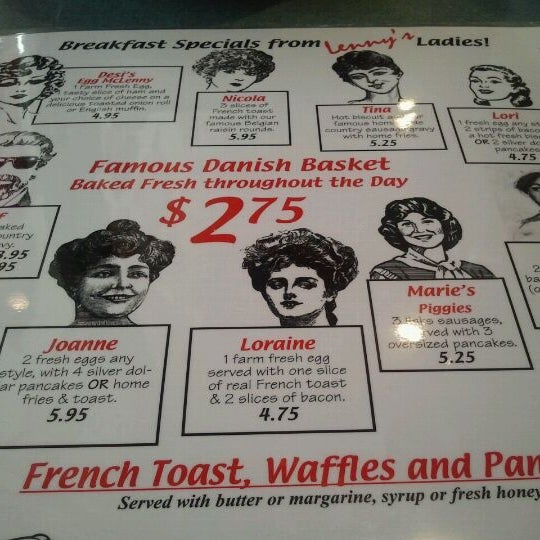 Breakfast Specials from Lenny's Ladies!
Desi's
Egg McLenny
1 Farm Fresh Egg,
tasty slice of ham and
your choice of cheese on a
delicious toasted onion roll
or English muffin.
4.95
Nicola
3 slices of
French toast
made with our
famous Belgian
raisin rounds.
5.95
Tina
Hot biscuit
famous home
country sausage gravy
with home fries.
5.25
Lori
1 fresh egg any
2 strips of
a hot fresh
OR 2 silver
pancakes
4.75
Famous Danish Basket
Baked Fresh throughout the Day
$2.75
3.95
95
Joanne
2 fresh eggs any
style, with 4 silver dol-
lar pancakes OR home
fries & toast.
5.95
Loraine
1 farm fresh egg
served with one slice
of real French toast
& 2 slices of bacon.
4.75
Marie's
Piggies
3 links sausages,
served with 3
oversized pancakes.
5.25
French Toast, Waffles and Pan
Served with butter or margarine, syrup or fresh honey